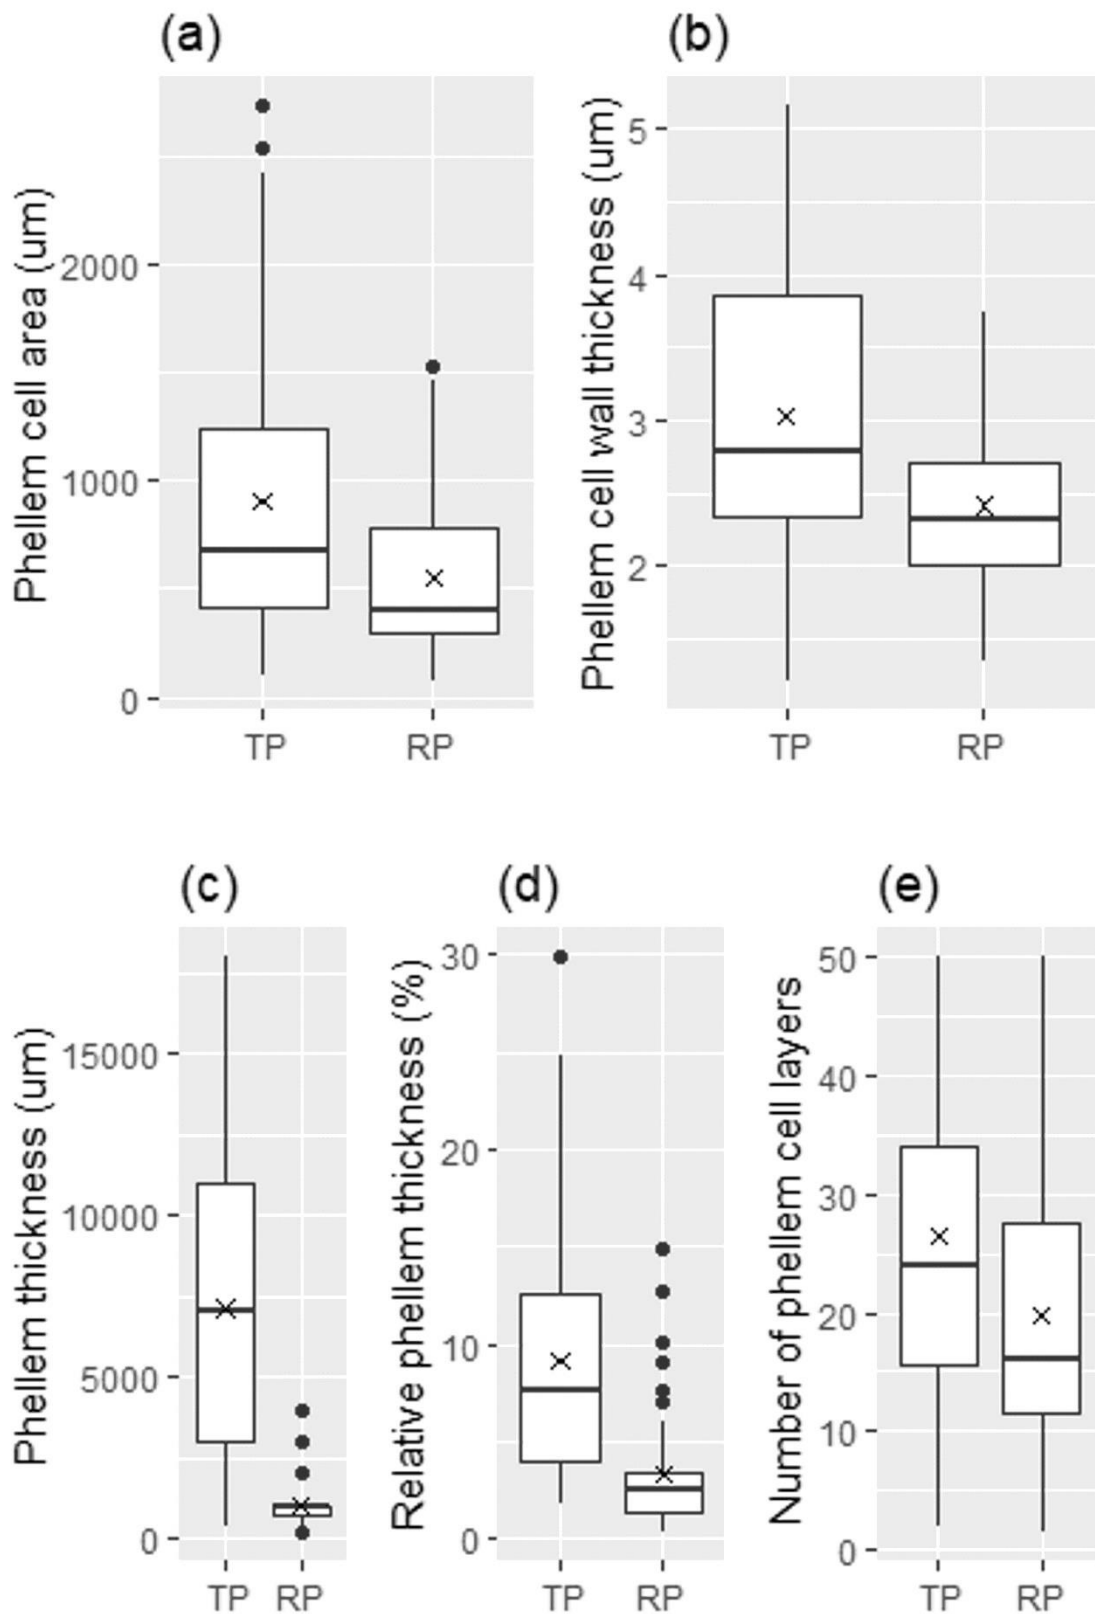 (a)
Phellem cell area (um)
2000
1000
0
TP
RP
(b)
Phellem cell wall thickness (um)
5
4
3
2
TP
RP
(c)
Phellem thickness (um)
15000
10000
5000
0
TP
RP
(d)
Relative phellem thickness (%)
30
20
10
0
TP
RP
(e)
Number of phellem cell layers
50
40
30
20
10
0
TP
RP